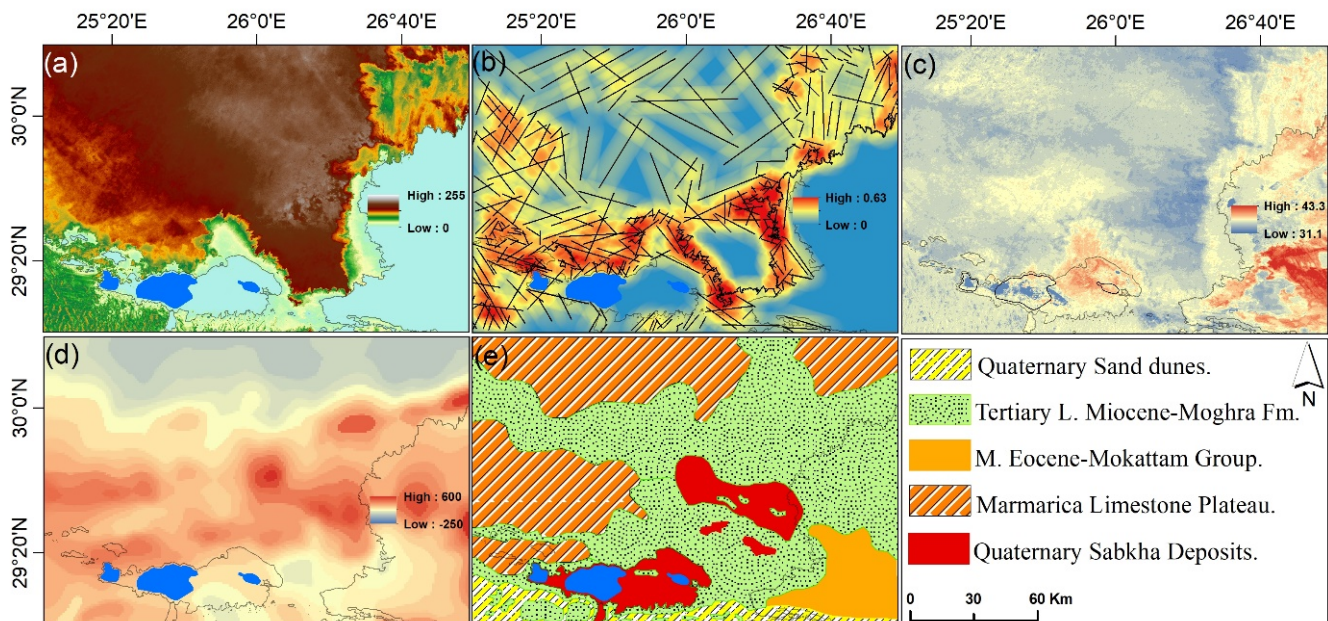 25°20'E 26°0'E 26°40'E 25°20'E 26°0'E 26°40'E 25°20'E 26°0'E 26°40'E
(a) (b) (c)
30°0'N
29°20'N
High : 255
Low : 0
High : 0.63
Low : 0
High : 43.3
Low : 31.1
(d) (e)
30°0'N
29°20'N
High : 600
Low : -250
Quaternary Sand dunes.
Tertiary L. Miocene-Moghra Fm.
M. Eocene-Mokattam Group.
Marmarica Limestone Plateau.
Quaternary Sabkha Deposits.
N
0 30 60 Km